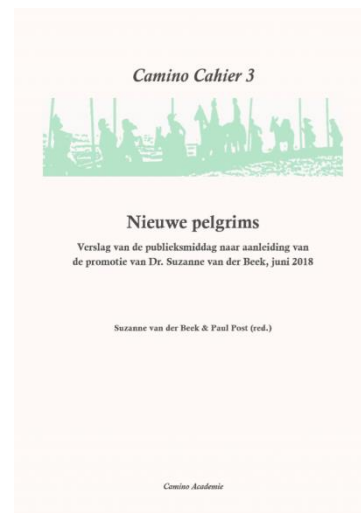 Camino Cahier 3
Nieuwe pelgrims
Verslag van de publieksmiddag naar aanleiding van
de promotie van Dr. Suzanne van der Beek, juni 2018
Suzanne van der Beek & Paul Post (red.)
Camino Academie